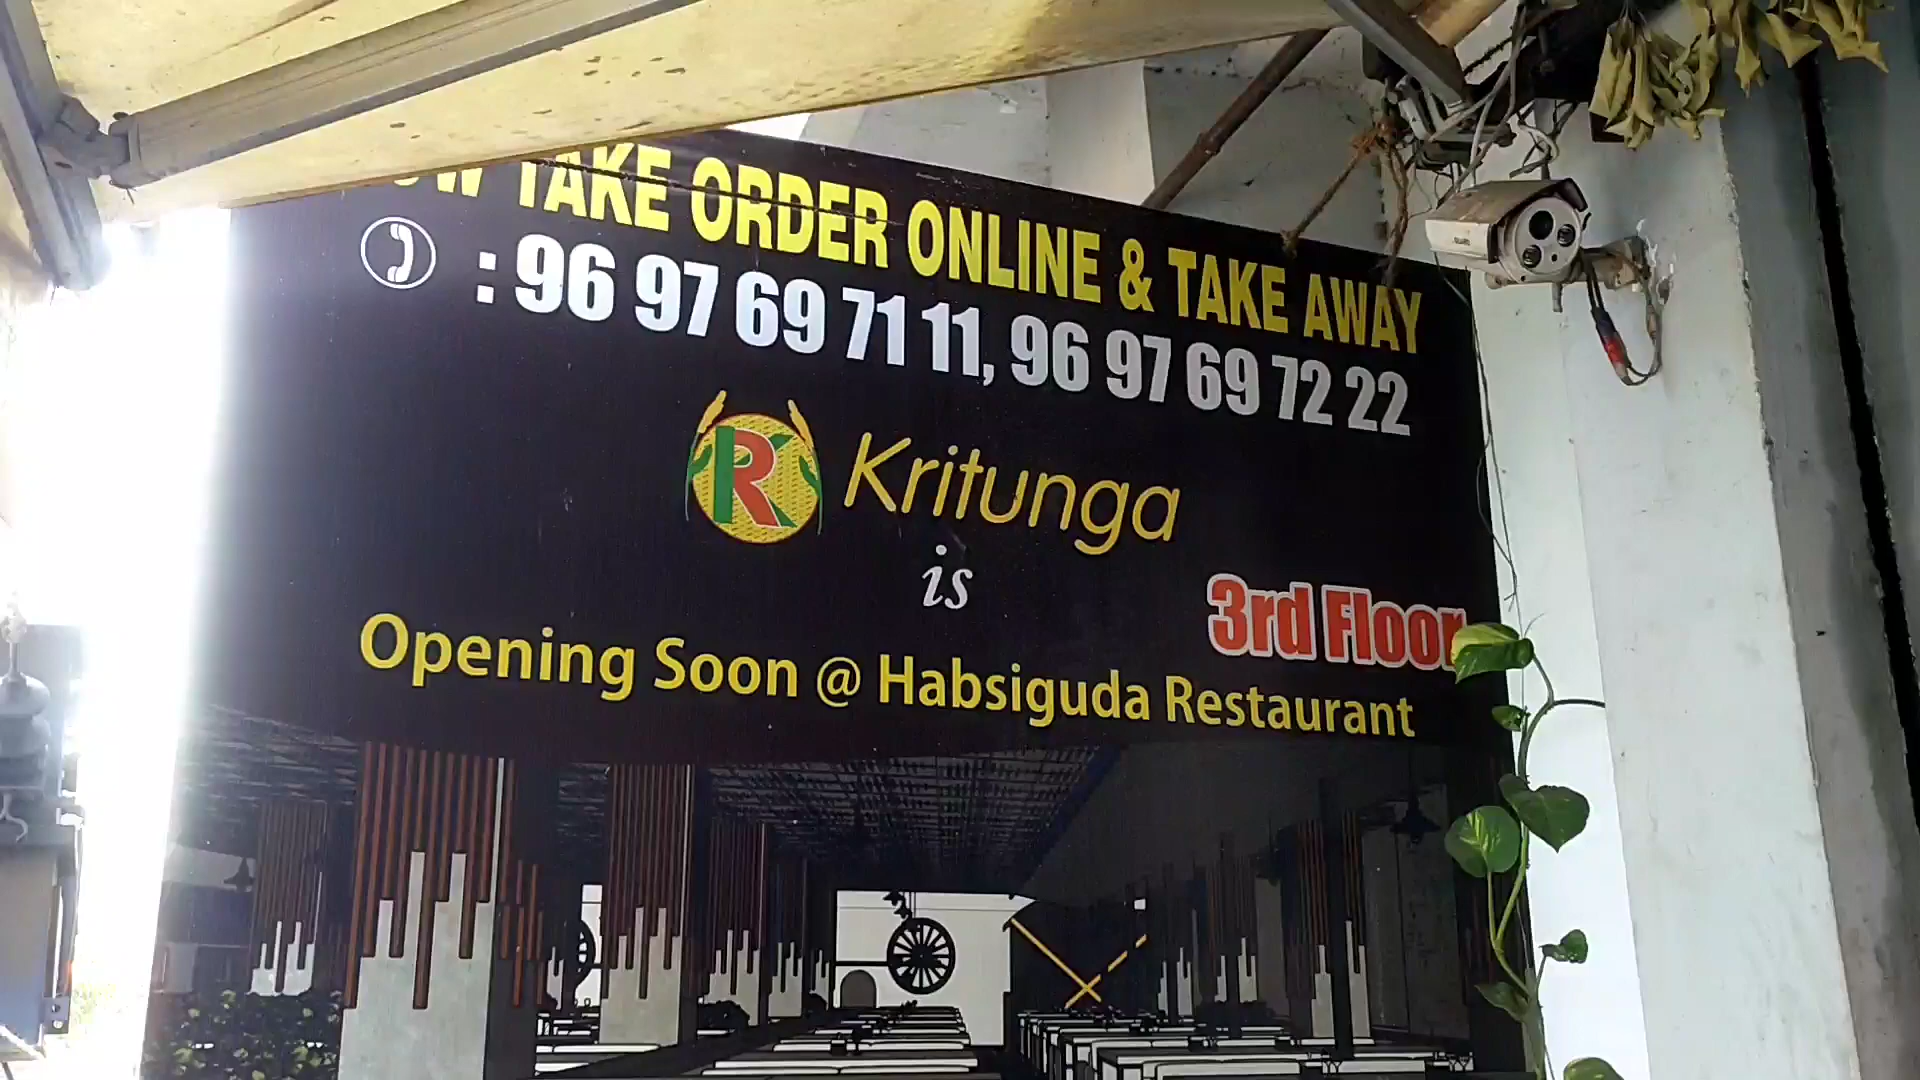 TAKE ORDER ONLINE & TAKE AWAY
: 96 97 69 71 11, 96 97 69 72 22
RK Kritunga
is
3rd Floor
Opening Soon @ Habsiguda Restaurant